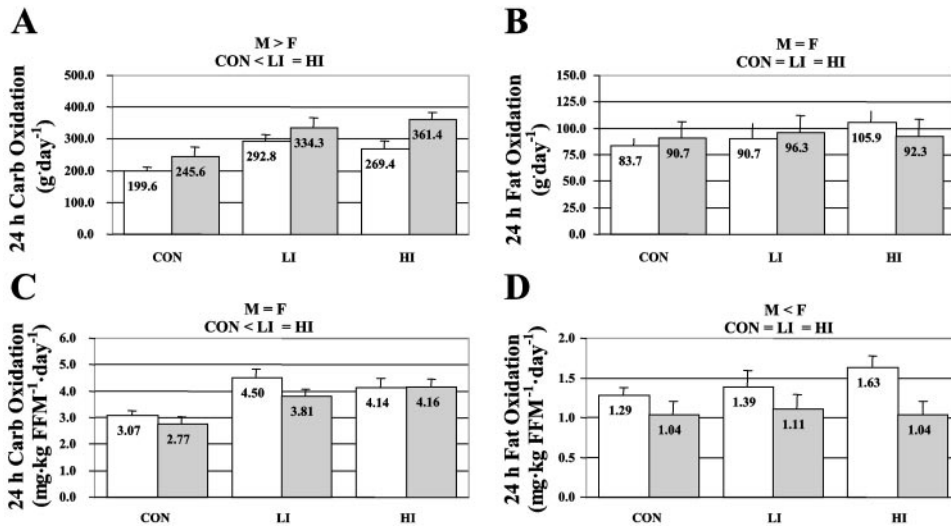 A
M > F
CON < LI = HI
24 h Carb Oxidation
(g·day-1)
500.0
400.0
300.0
200.0
100.0
0.0
199.6
245.6
292.8
334.3
269.4
361.4
CON
LI
HI
B
M = F
CON = LI = HI
24 h Fat Oxidation
(g·day-1)
150.0
125.0
100.0
75.0
50.0
25.0
0.0
83.7
90.7
90.7
96.3
105.9
92.3
CON
LI
HI
C
M = F
CON < LI = HI
24 h Carb Oxidation
(mg·kg FFM-1·day-1)
6.0
5.0
4.0
3.0
2.0
1.0
0.0
3.07
2.77
4.50
3.81
4.14
4.16
CON
LI
HI
D
M < F
CON = LI = HI
24 h Fat Oxidation
(mg·kg FFM-1·day-1)
2.0
1.5
1.0
0.5
0.0
1.29
1.04
1.39
1.11
1.63
1.04
CON
LI
HI